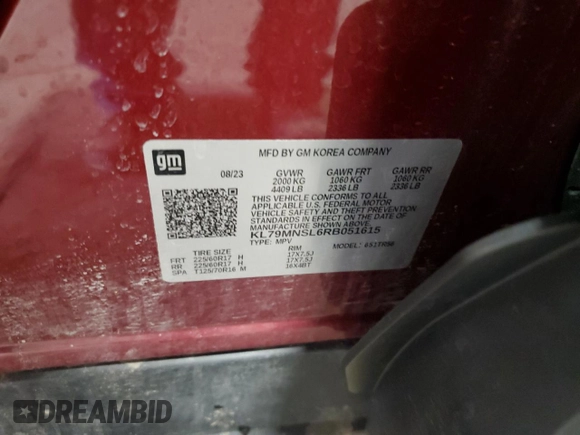 gm
MFD BY GM KOREA COMPANY
08/23 GVWR GAWR FRT GAWR RR
2000 KG 1060 KG 1060 KG
4409 LB 2336 LB 2336 LB
THIS VEHICLE CONFORMS TO ALL
APPLICABLE U.S. FEDERAL MOTOR
VEHICLE SAFETY AND THEFT PREVENTION
STANDARDS IN EFFECT ON THE DATE OF
MANUFACTURE SHOWN ABOVE.
KL79MNSL6RB051615
TYPE: MPV MODEL:
TIRE SIZE RIM
FRT 225/60R17 H 17X7.5J
RR 225/60R17 H 17X7.5J
SPA T125/70R16 M 16X4BT
DREAMBID